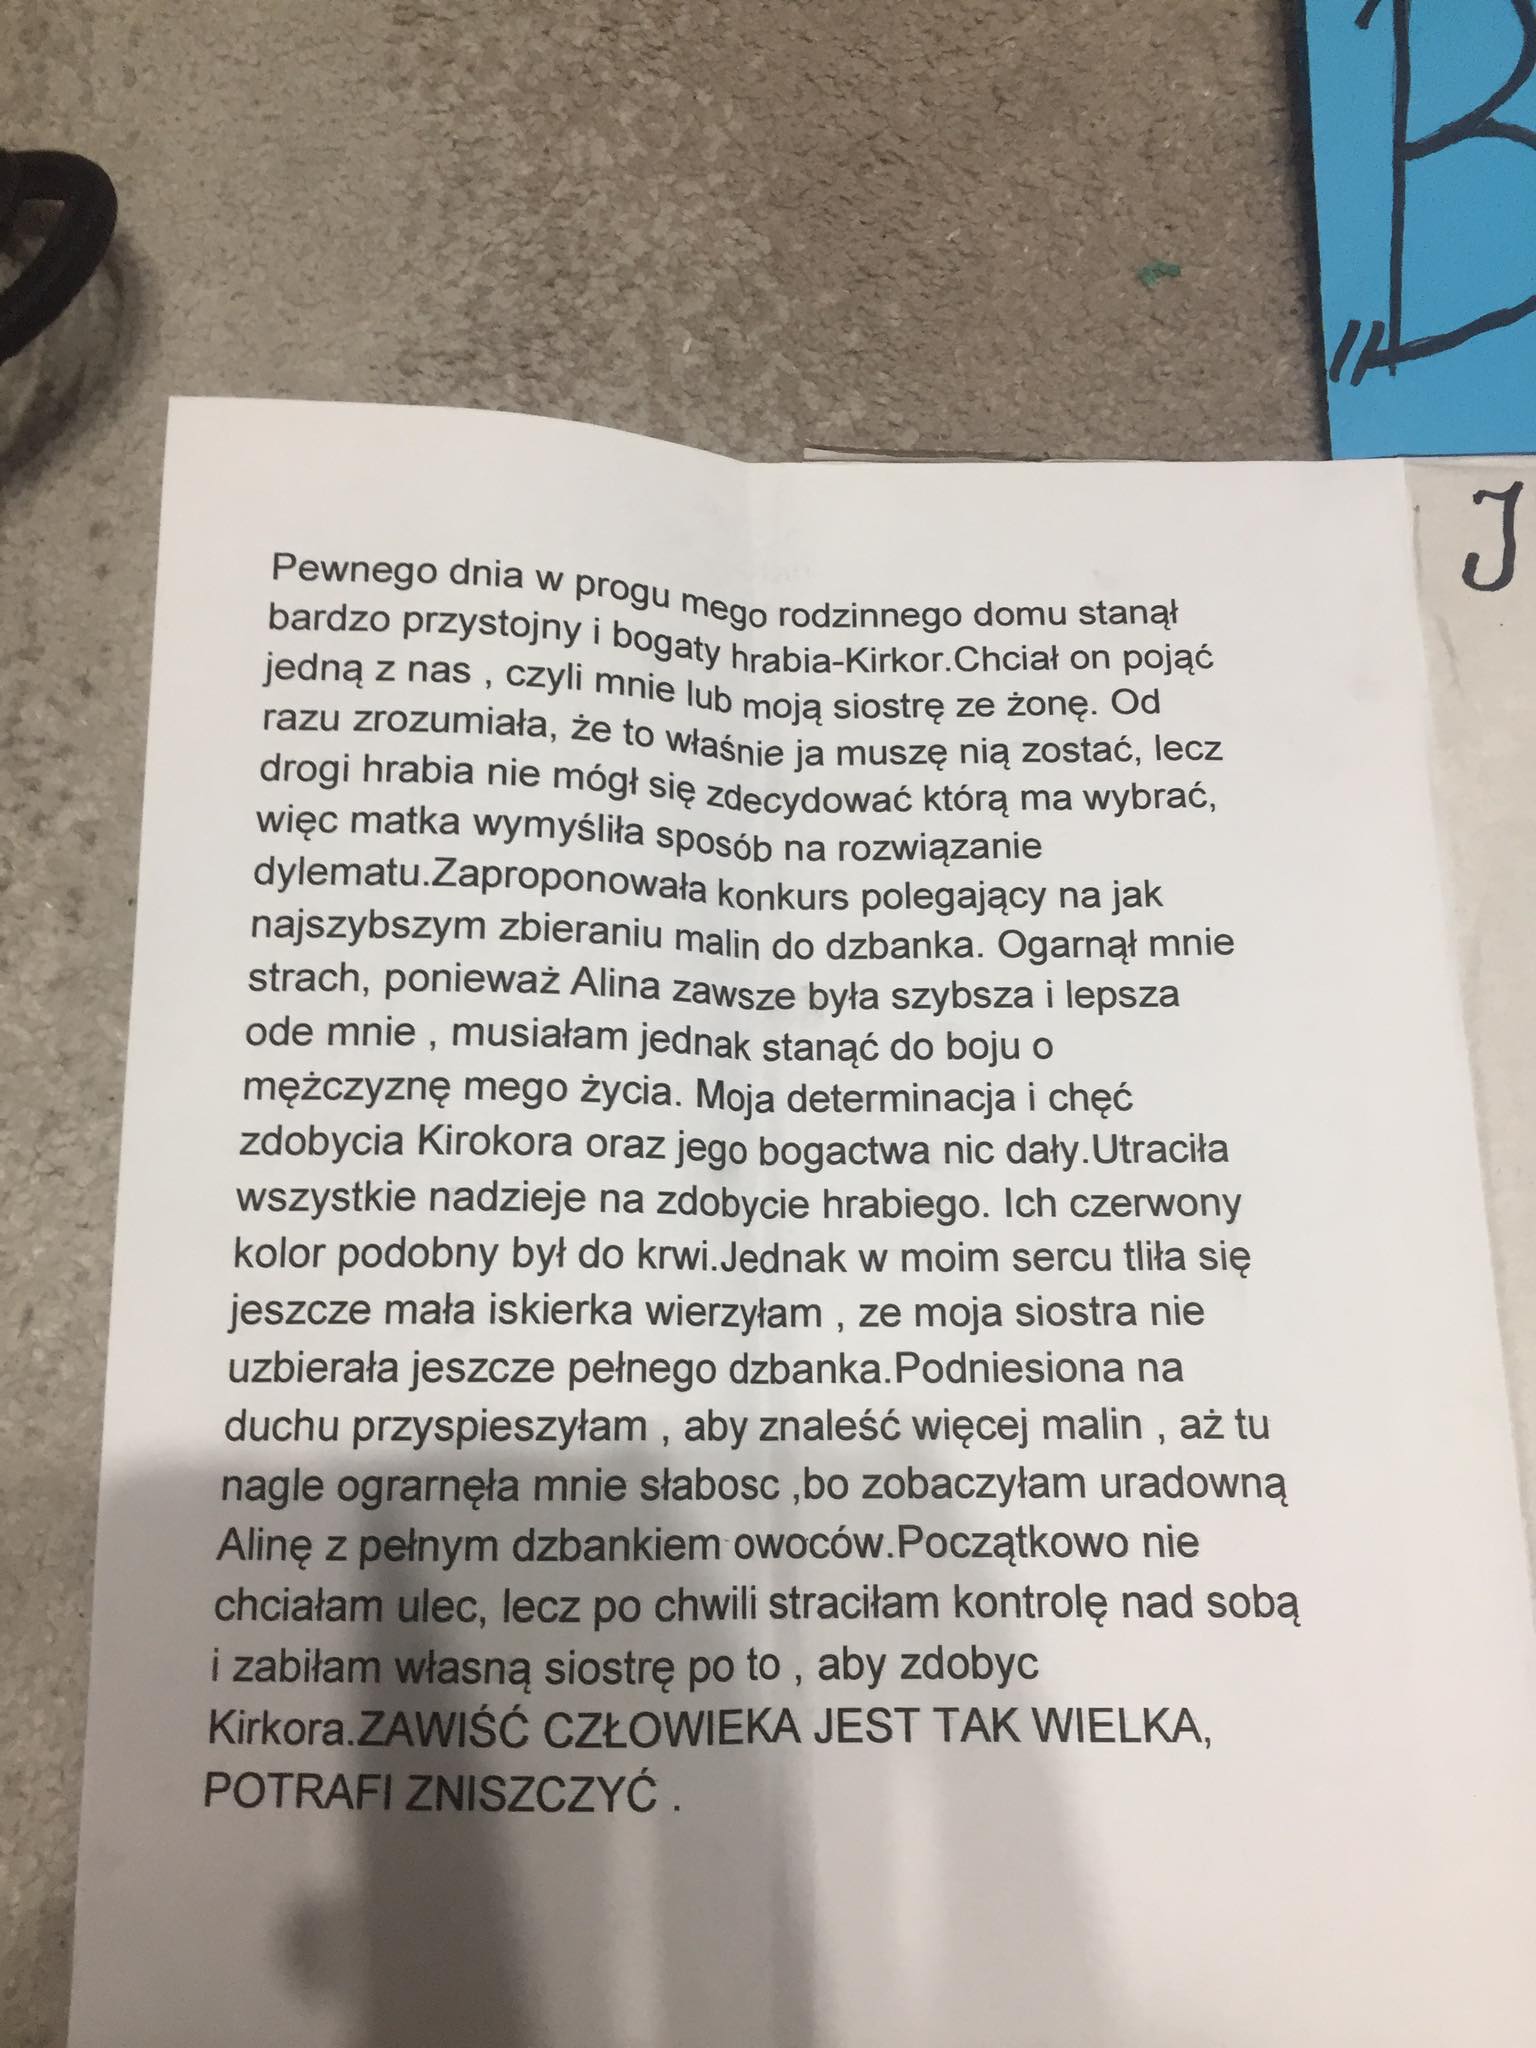 „B
J
Pewnego dnia w progu mego rodzinnego domu stanął
bardzo przystojny i bogaty hrabia-Kirkor.Chciał on pojąć
jedną z nas , czyli mnie lub moją siostrę ze żonę. Od
razu zrozumiała, że to właśnie ja muszę nią zostać, lecz
drogi hrabia nie mógł się zdecydować którą ma wybrać,
więc matka wymyśliła sposób na rozwiązanie
dylematu.Zaproponowała konkurs polegający na jak
najszybszym zbieraniu malin do dzbanka. Ogarnął mnie
strach, ponieważ Alina zawsze była szybsza i lepsza
ode mnie , musiałam jednak stanąć do boju o
mężczyznę mego życia. Moja determinacja i chęć
zdobycia Kirokora oraz jego bogactwa nic dały.Utraciła
wszystkie nadzieje na zdobycie hrabiego. Ich czerwony
kolor podobny był do krwi.Jednak w moim sercu tliła się
jeszcze mała iskierka wierzyłam , ze moja siostra nie
uzbierała jeszcze pełnego dzbanka.Podniesiona na
duchu przyspieszyłam , aby znaleść więcej malin , aż tu
nagle ograrnęła mnie słabosc ,bo zobaczyłam uradowną
Alinę z pełnym dzbankiem owoców.Początkowo nie
chciałam ulec, lecz po chwili straciłam kontrolę nad sobą
i zabiłam własną siostrę po to , aby zdobyc
Kirkora.ZAWIŚĆ CZŁOWIEKA JEST TAK WIELKA,
POTRAFI ZNISZCZYĆ .